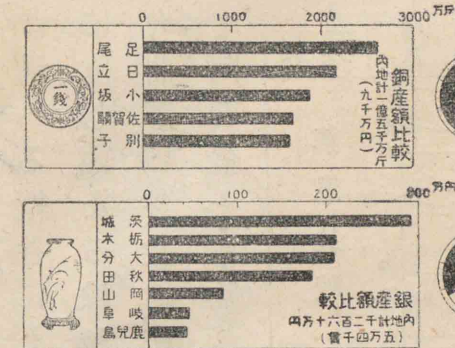 0 1000 2000 3000 万斤
銅産額比較
内地計一億五千万斤
(九千万円)
一錢
足尾
日立
小坂
佐賀關
別子
0 100 200 300 万円
茨城
栃木
大分
秋田
岡山
岐阜
鹿兒島
銀産額比較
内地計千二百六十万円
(五万四千貫)